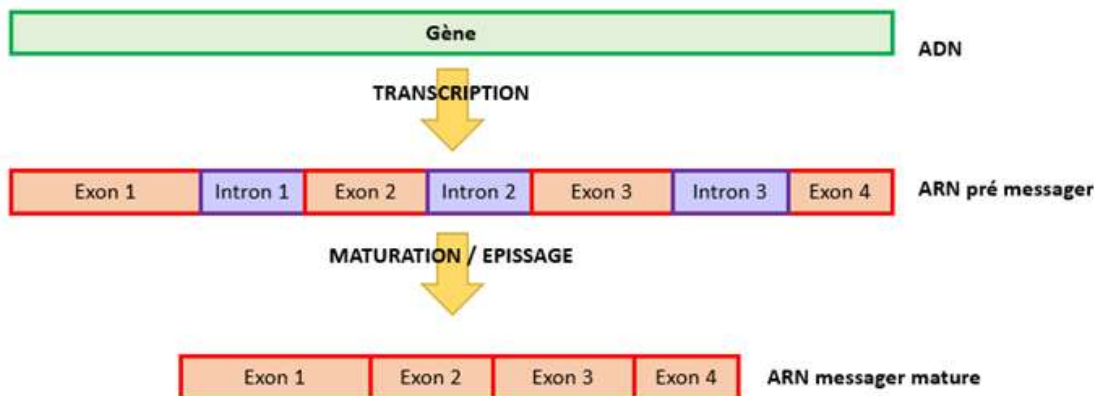 Gène
ADN
TRANSCRIPTION
Exon 1 Intron 1 Exon 2 Intron 2 Exon 3 Intron 3 Exon 4 ARN pré messager
MATURATION / EPISSAGE
Exon 1 Exon 2 Exon 3 Exon 4 ARN messager mature